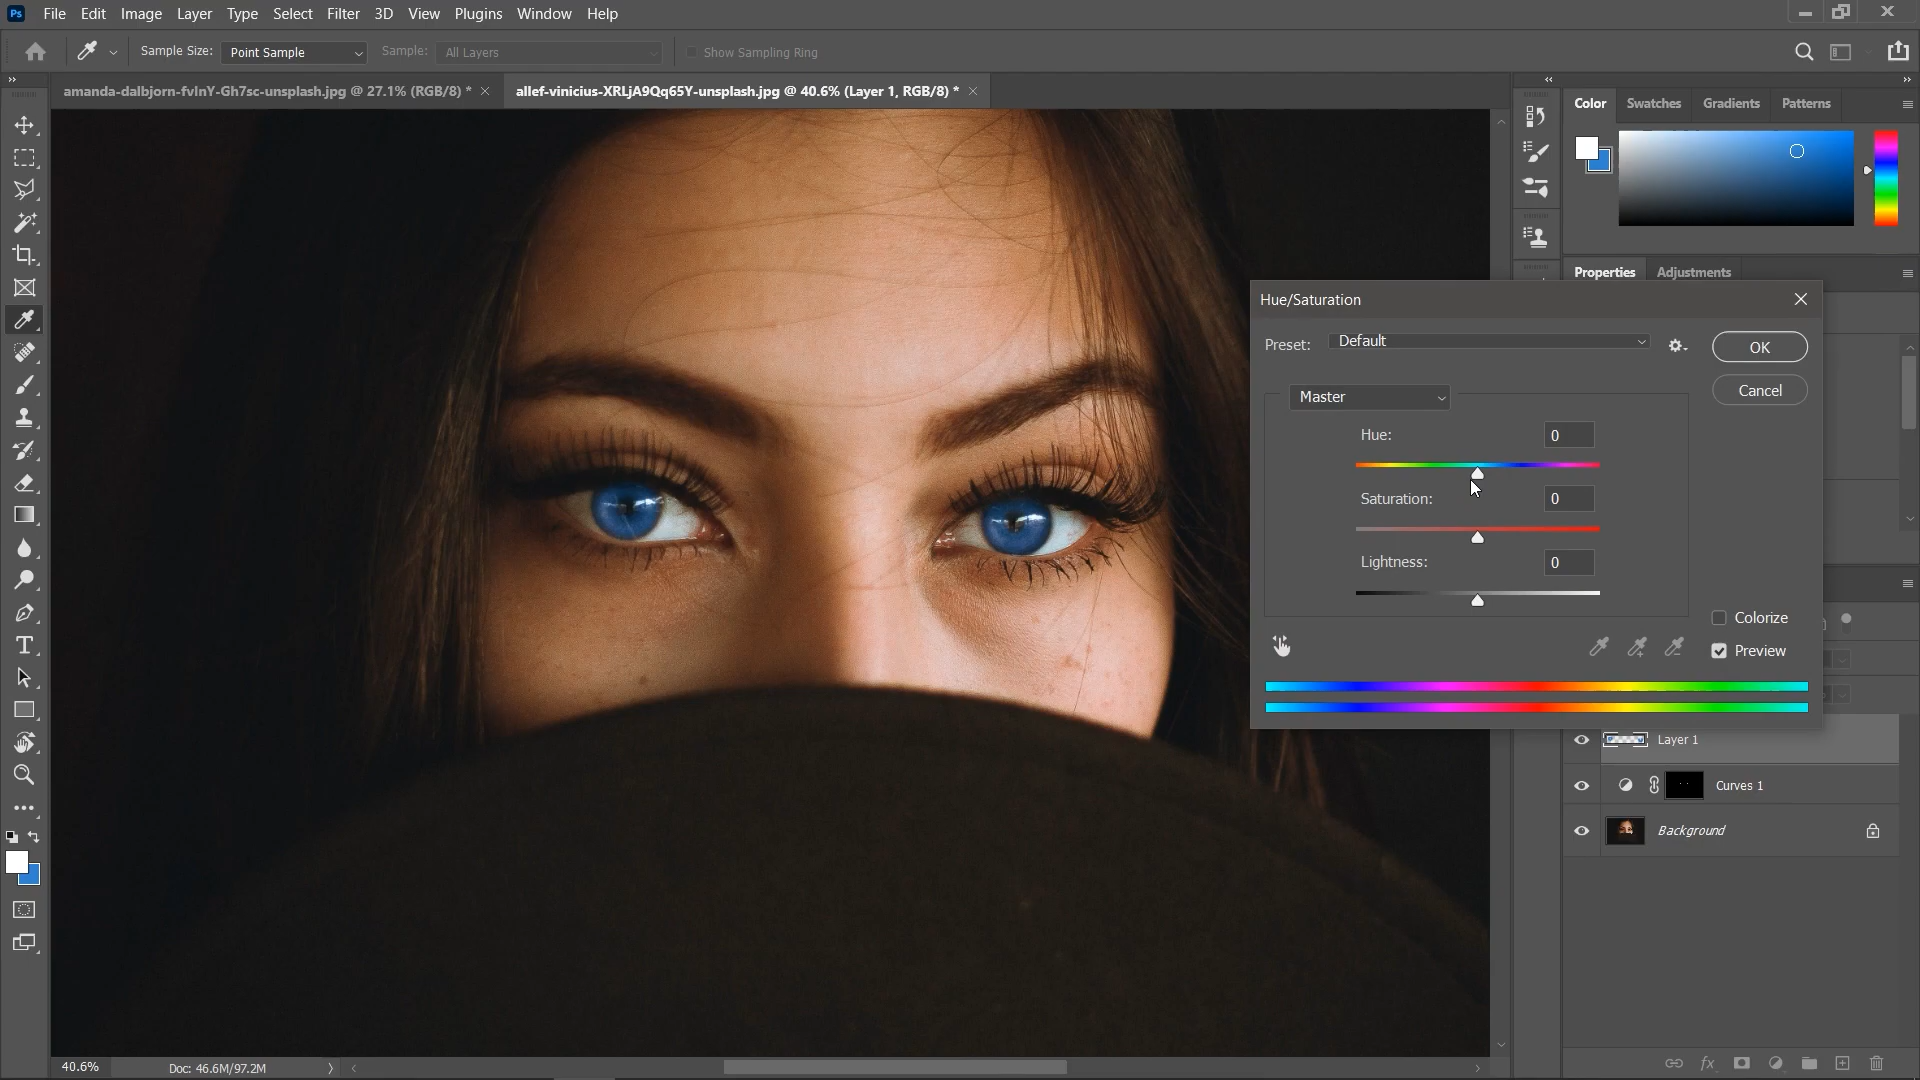 Ps File Edit Image Layer Type Select Filter 3D View Plugins Window Help
Sample Size: Point Sample Sample: All Layers Show Sampling Ring
amanda-dalbjorn-fvInY-Gh7sc-unsplash.jpg @ 27.1% (RGB/8) * allef-vinicius-XRLjA9Qq65Y-unsplash.jpg @ 40.6% (Layer 1, RGB/8) *
Color Swatches Gradients Patterns
Properties Adjustments
Hue/Saturation
Preset: Default OK
Cancel
Master
Hue: 0
Saturation: 0
Lightness: 0
Colorize
Preview
Layer 1
Curves 1
Background
40.6% Doc: 46.6M/97.2M
fx